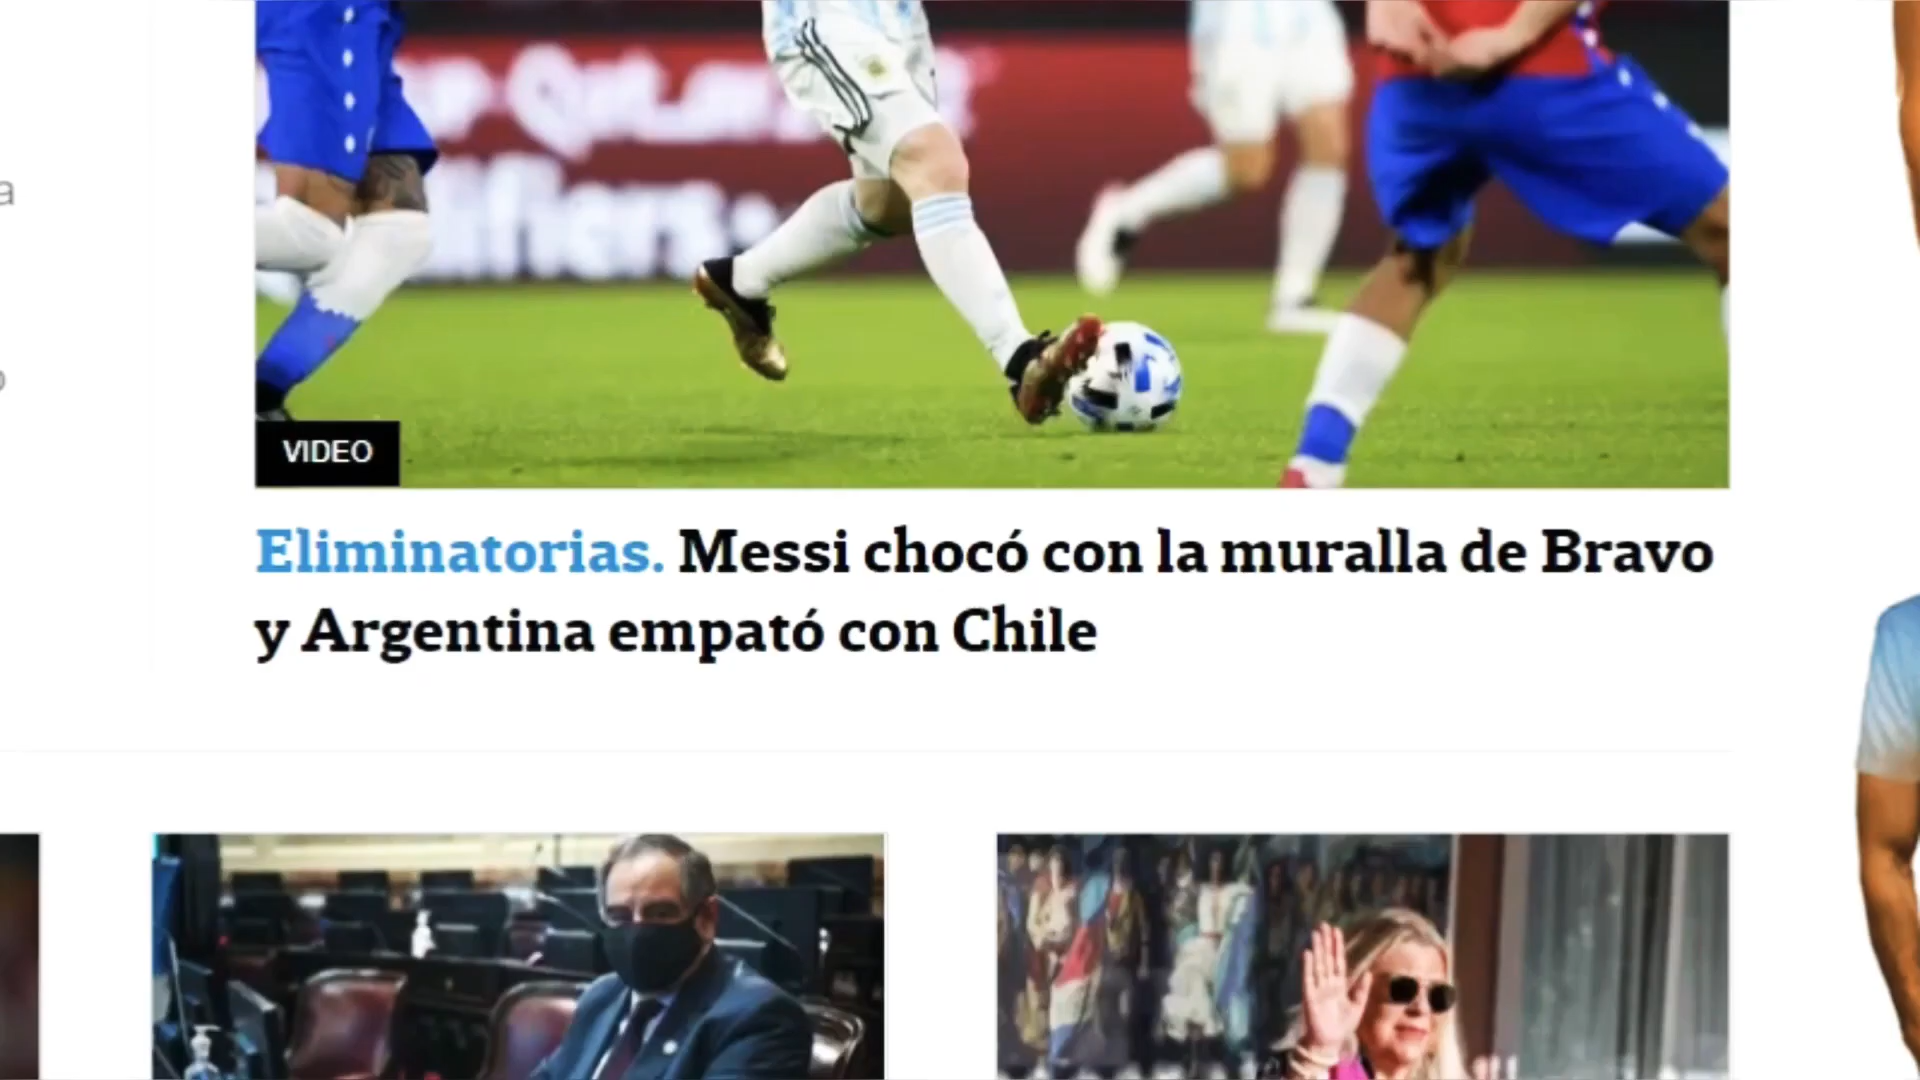 a
VIDEO
Eliminatorias. Messi chocó con la muralla de Bravo
y Argentina empató con Chile